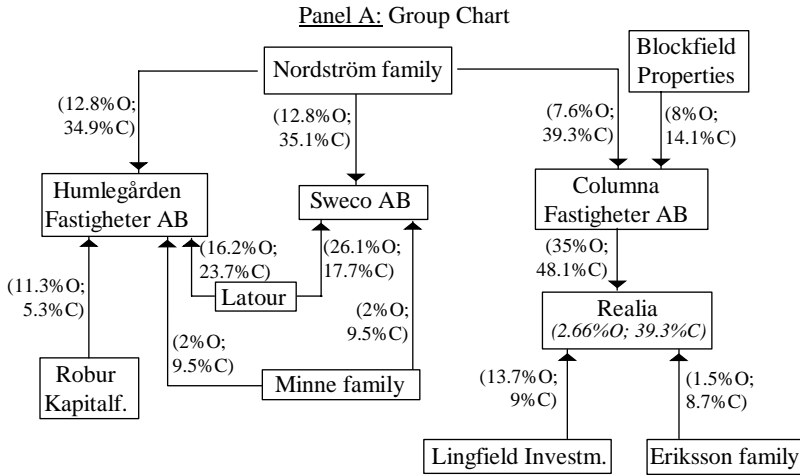 Panel A: Group Chart
Nordström family
Blockfield
Properties
(12.8%O;
34.9%C)
(12.8%O;
35.1%C)
(7.6%O;
39.3%C)
(8%O;
14.1%C)
Humlegården
Fastigheter AB
Sweco AB
Columna
Fastigheter AB
(16.2%O;
23.7%C)
(26.1%O;
17.7%C)
(35%O;
48.1%C)
(11.3%O;
5.3%C)
Latour
Realia
(2.66%O; 39.3%C)
(2%O;
9.5%C)
(2%O;
9.5%C)
Robur
Kapitalf.
Minne family
(13.7%O;
9%C)
(1.5%O;
8.7%C)
Lingfield Investm.
Eriksson family